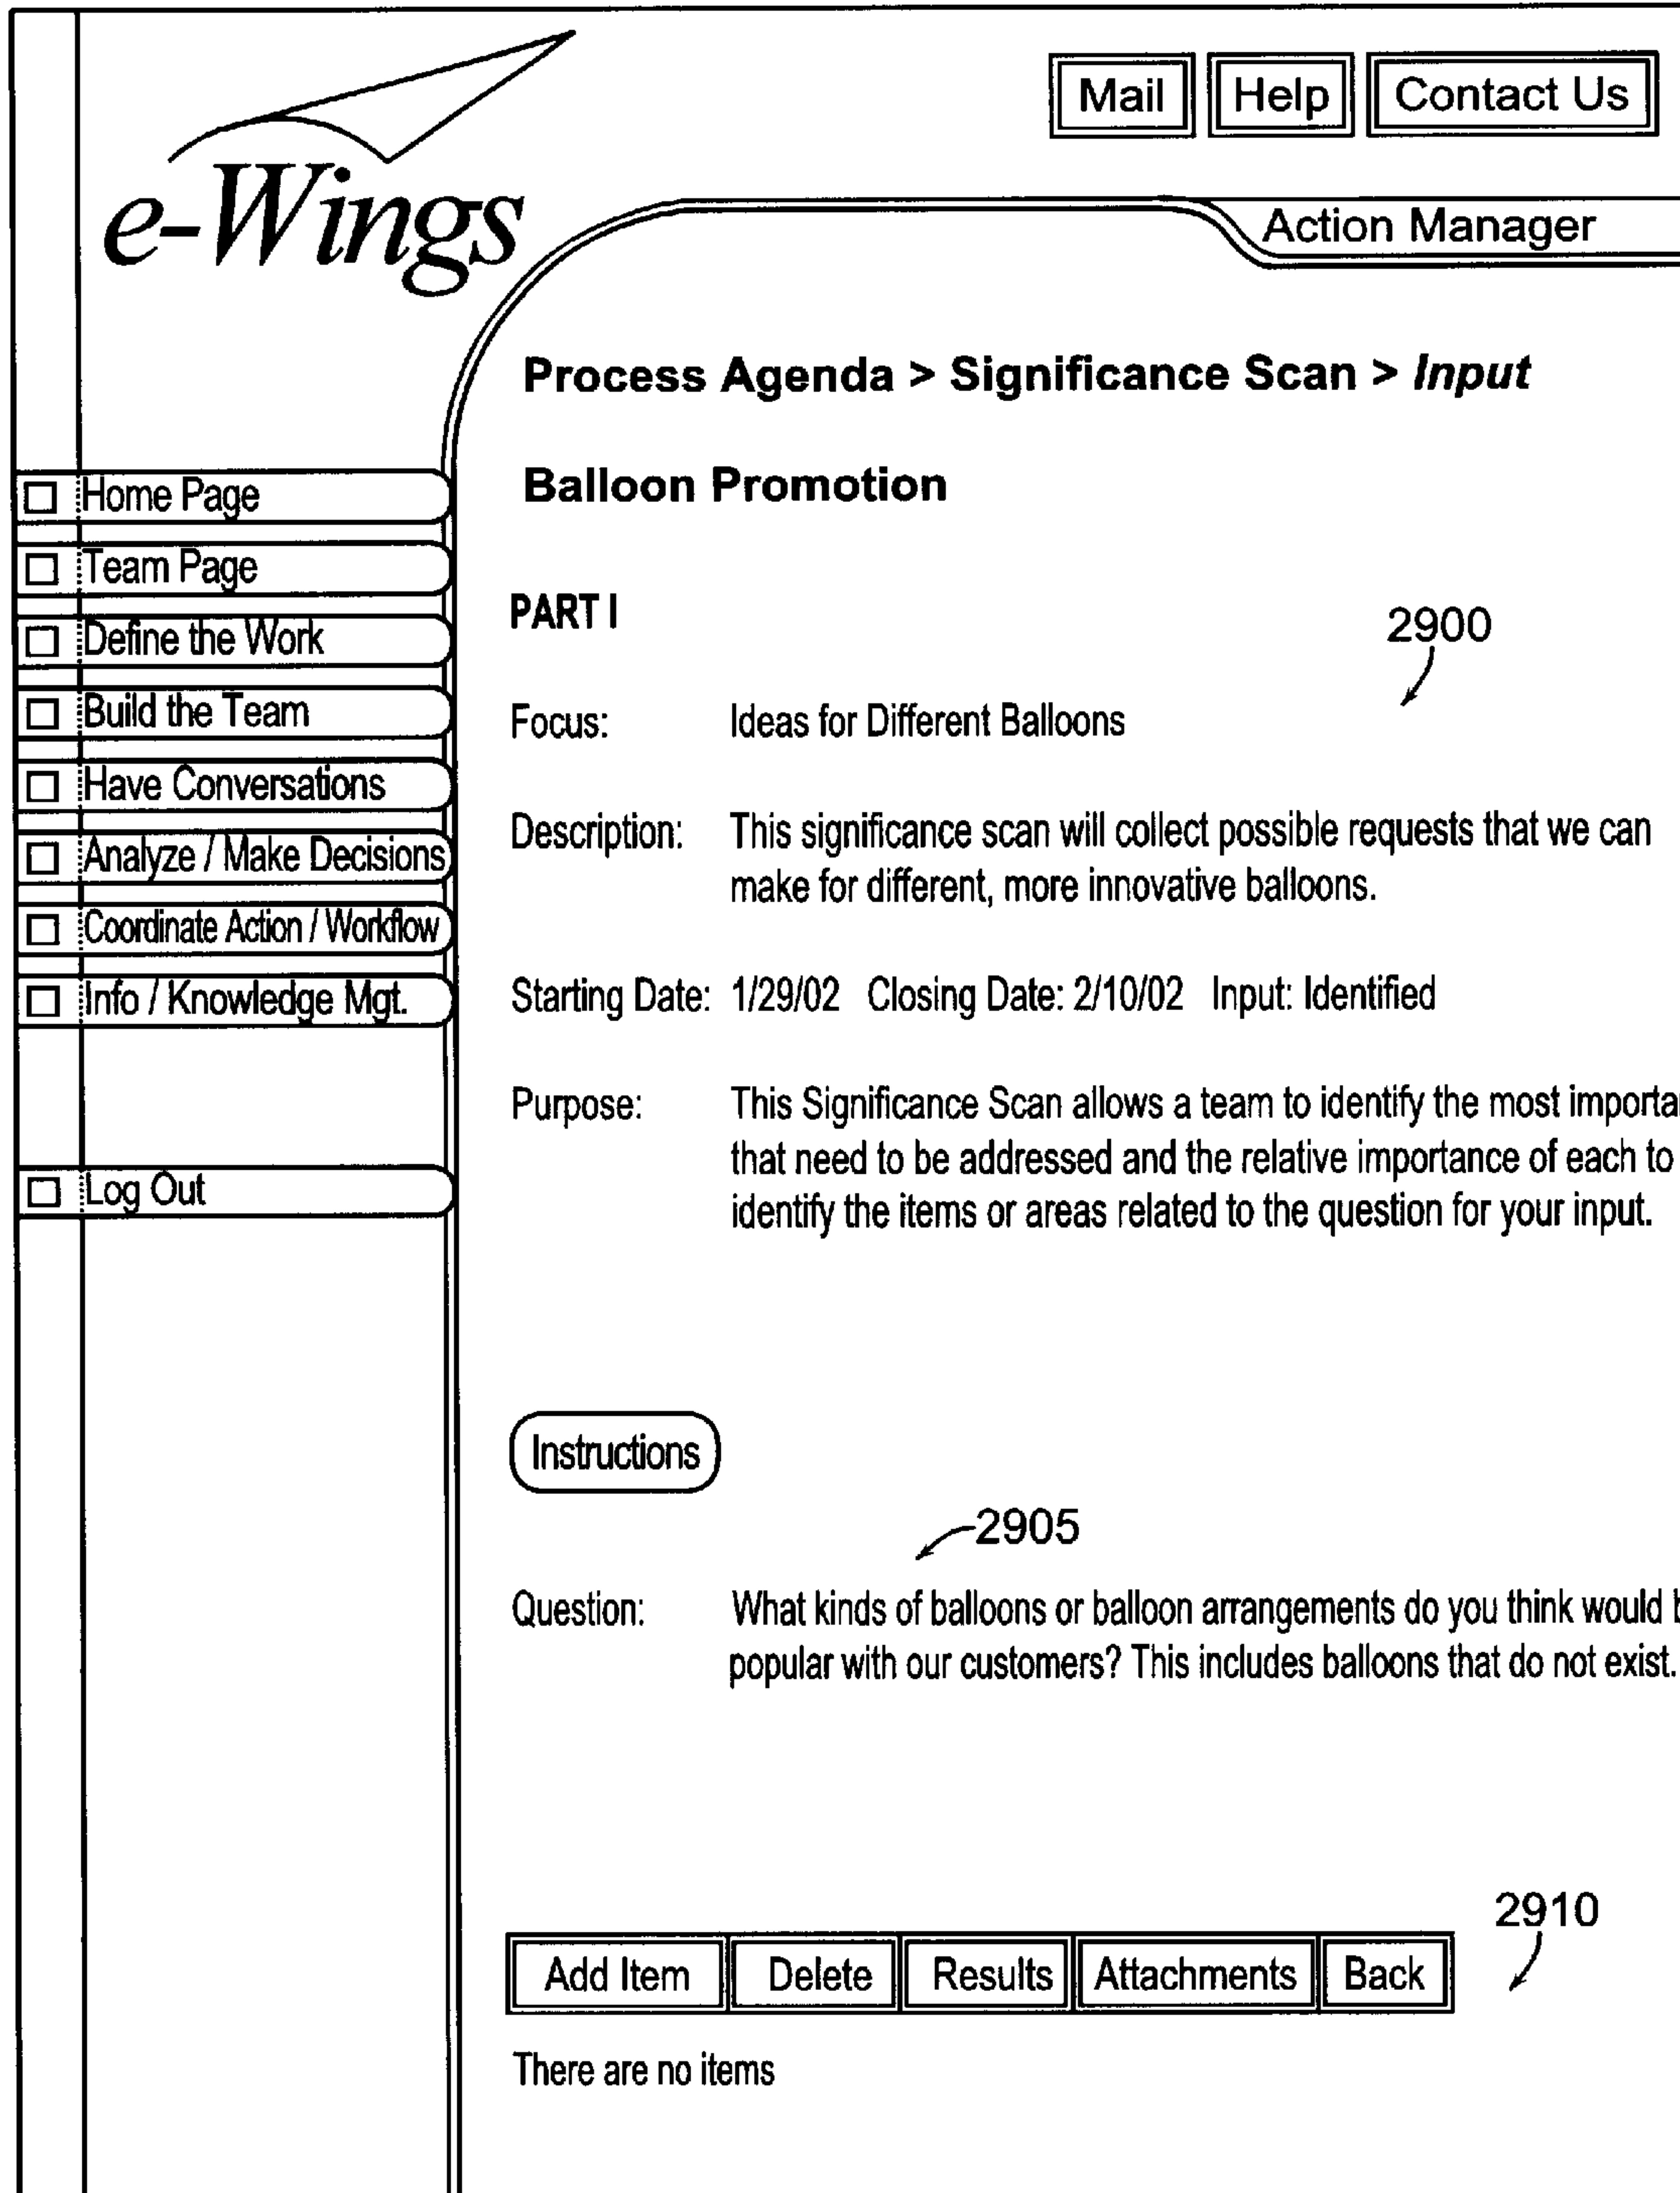 Mail Help Contact Us
e-Wings
Action Manager
Process Agenda > Significance Scan > Input
Balloon Promotion
Home Page
Team Page
Define the Work
Build the Team
Have Conversations
Analyze / Make Decisions
Coordinate Action / Workflow
Info / Knowledge Mgt.
Log Out
PART I
2900
Focus: Ideas for Different Balloons
Description: This significance scan will collect possible requests that we can
make for different, more innovative balloons.
Starting Date: 1/29/02 Closing Date: 2/10/02 Input: Identified
Purpose: This Significance Scan allows a team to identify the most
that need to be addressed and the relative importance of each to
identify the items or areas related to the question for your input.
Instructions
2905
Question: What kinds of balloons or balloon arrangements do you think would
popular with our customers? This includes balloons that do not exist.
2910
Add Item Delete Results Attachments Back
There are no items